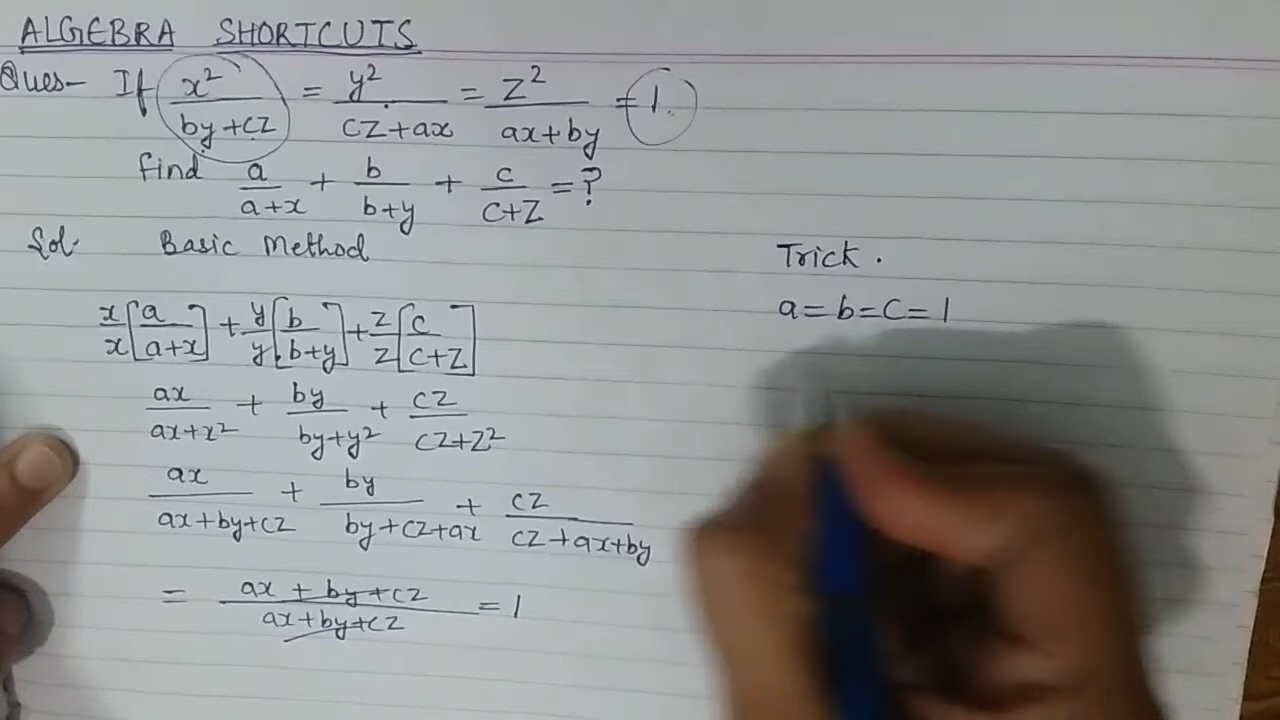 ALGEBRA SHORTCUTS
Ques- If x²/(by+cz) = y²/(cz+ax) = z²/(ax+by) = 1.
find a/(a+x) + b/(b+y) + c/(c+z) = ?
Sol. Basic Method
Trick.
a=b=c=1
x/x[a/(a+x)] + y/y[b/(b+y)] + z/z[c/(c+z)]
ax/(ax+x²) + by/(by+y²) + cz/(cz+z²)
ax/(ax+by+cz) + by/(by+cz+ax) + cz/(cz+ax+by)
= (ax+by+cz)/(ax+by+cz) = 1